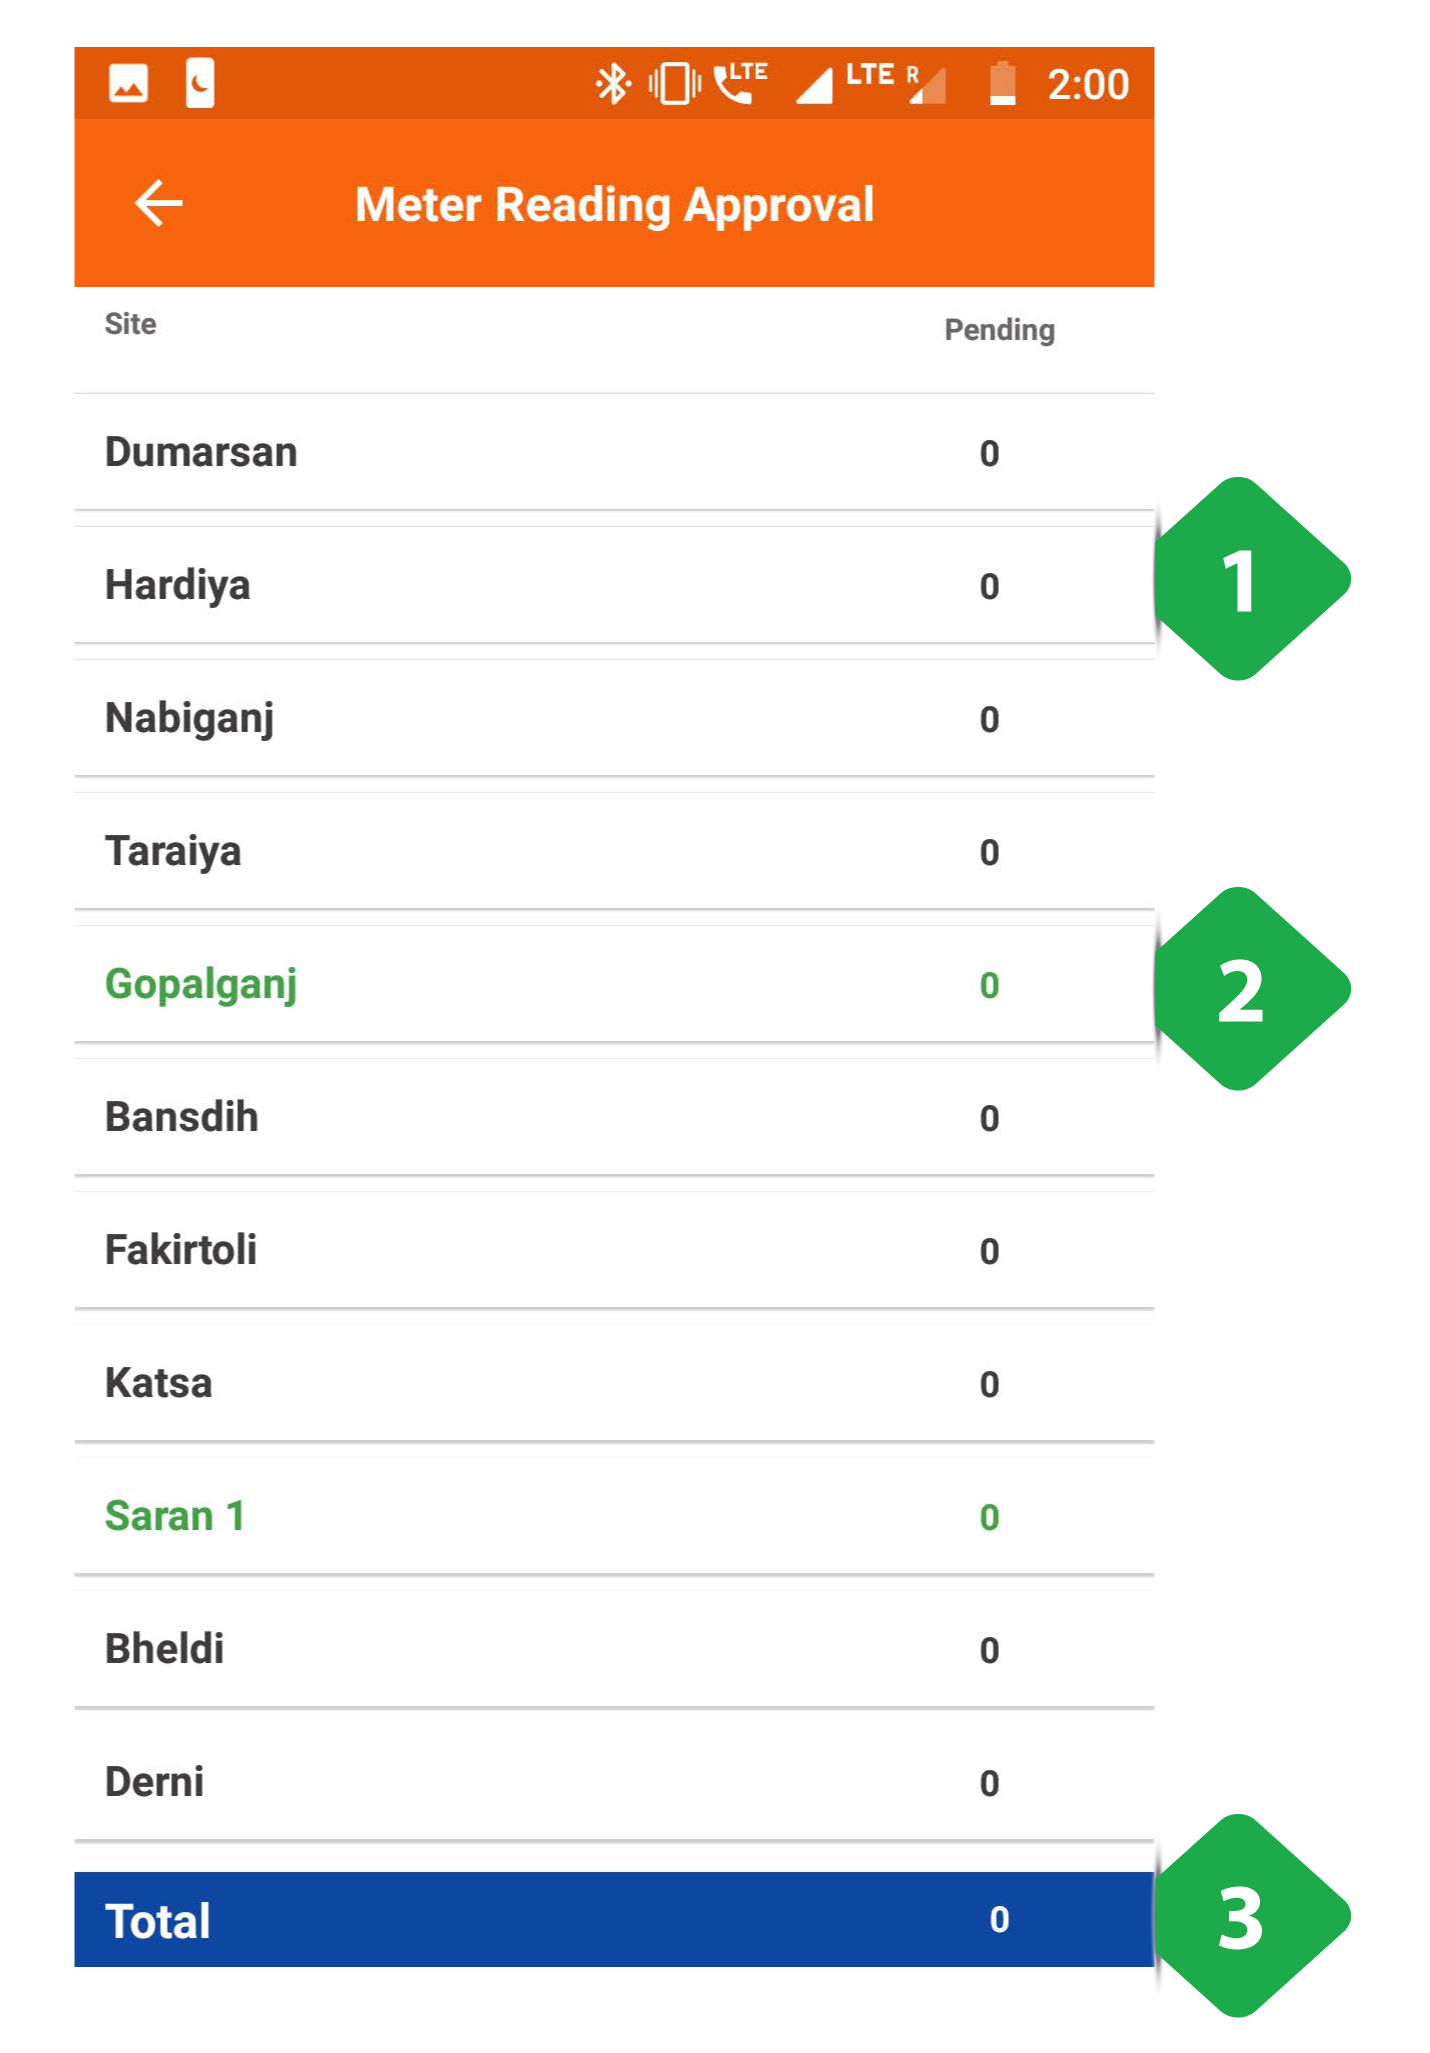 LTE LTE R 2:00
Meter Reading Approval
Site Pending
Dumarsan 0
Hardiya 0
1
Nabiganj 0
Taraiya 0
Gopalganj 0
2
Bansdih 0
Fakirtoli 0
Katsa 0
Saran 1 0
Bheldi 0
Derni 0
Total 0
3